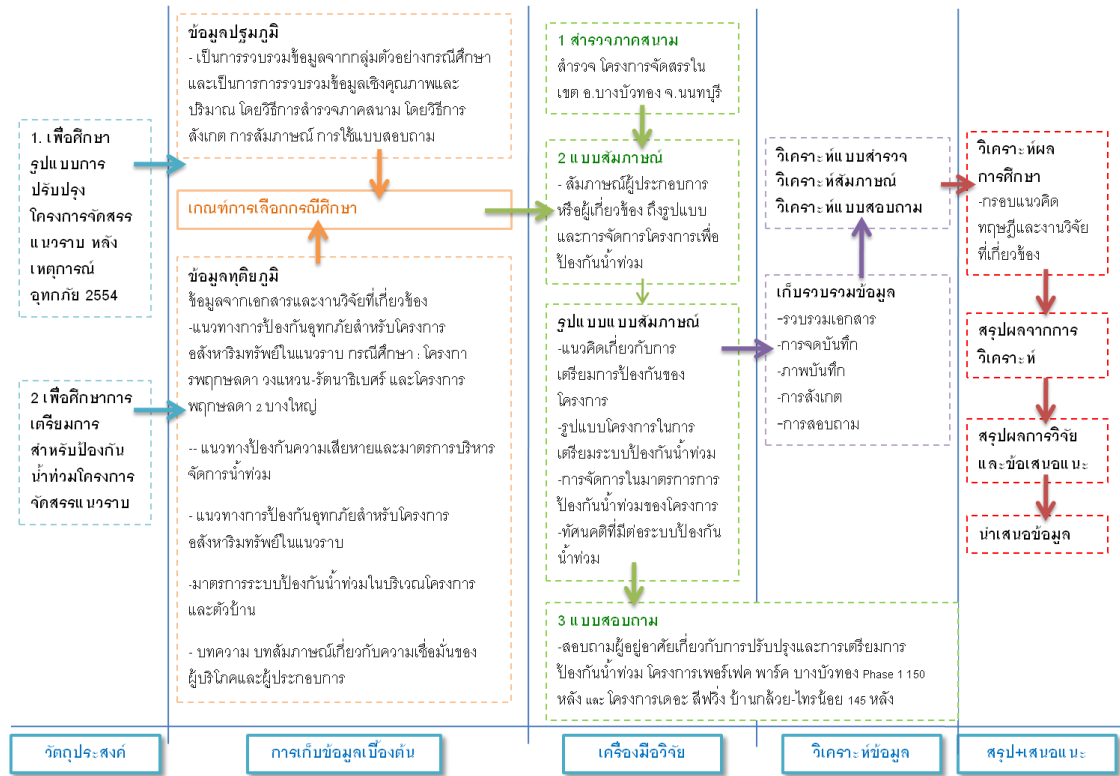 1. เพื่อศึกษา
รูปแบบการ
ปรับปรุง
โครงการจัดสรร
แนวราบ หลัง
เหตุการณ์
อุทกภัย 2554
2 เพื่อศึกษาการ
เตรียมการ
สำหรับป้องกัน
น้ำท่วมโครงการ
จัดสรรแนวราบ
ข้อมูลปฐมภูมิ
- เป็นการรวบรวมข้อมูลจากกลุ่มตัวอย่างกรณีศึกษา
และเป็นการการรวบรวมข้อมูลเชิงคุณภาพและ
ปริมาณ โดยวิธีการสำรวจภาคสนาม โดยวิธีการ
สังเกต การสัมภาษณ์ การใช้แบบสอบถาม
เกณฑ์การเลือกกรณีศึกษา
ข้อมูลทุติยภูมิ
ข้อมูลจากเอกสารและงานวิจัยที่เกี่ยวข้อง
-แนวทางการป้องกันอุทกภัยสำหรับโครงการ
อสังหาริมทรัพย์ในแนวราบ กรณีศึกษา : โครงกา
รพฤกษลดา วงแหวน-รัตนาธิเบศร์ และโครงการ
พฤกษลดา 2 บางใหญ่
-- แนวทางป้องกันความเสียหายและมาตรการบริหาร
จัดการน้ำท่วม
- แนวทางการป้องกันอุทกภัยสำหรับโครงการ
อสังหาริมทรัพย์ในแนวราบ
-มาตรการระบบป้องกันน้ำท่วมในบริเวณโครงการ
และตัวบ้าน
- บทความ บทสัมภาษณ์เกี่ยวกับความเชื่อมั่นของ
ผู้บริโภคและผู้ประกอบการ
1 สำรวจภาคสนาม
สำรวจ โครงการจัดสรรใน
เขต อ.บางบัวทอง จ.นนทบุรี
2 แบบสัมภาษณ์
- สัมภาษณ์ผู้ประกอบการ
หรือผู้เกี่ยวข้อง ถึงรูปแบบ
และการจัดการโครงการเพื่อ
ป้องกันน้ำท่วม
รูปแบบแบบสัมภาษณ์
-แนวคิดเกี่ยวกับการ
เตรียมการป้องกันของ
โครงการ
-รูปแบบโครงการในการ
เตรียมระบบป้องกันน้ำท่วม
-การจัดการในมาตรการการ
ป้องกันน้ำท่วมของโครงการ
-ทัศนคติที่มีต่อระบบป้องกัน
น้ำท่วม
3 แบบสอบถาม
-สอบถามผู้อยู่อาศัยเกี่ยวกับการปรับปรุงและการเตรียมการ
ป้องกันน้ำท่วม โครงการเพอร์เฟค พาร์ค บางบัวทอง Phase 1 150
หลัง และ โครงการเดอะ ลีฟวิ่ง บ้านกล้วย-ไทรน้อย 145 หลัง
วิเคราะห์แบบสำรวจ
วิเคราะห์สัมภาษณ์
วิเคราะห์แบบสอบถาม
เก็บรวบรวมข้อมูล
-รวบรวมเอกสาร
-การจดบันทึก
-ภาพบันทึก
-การสังเกต
-การสอบถาม
วิเคราะห์ผล
การศึกษา
-กรอบแนวคิด
ทฤษฎีและงานวิจัย
ที่เกี่ยวข้อง
สรุปผลจากการ
วิเคราะห์
สรุปผลการวิจัย
และข้อเสนอแนะ
นำเสนอข้อมูล
วัตถุประสงค์
การเก็บข้อมูลเบื้องต้น
เครื่องมือวิจัย
วิเคราะห์ข้อมูล
สรุป+เสนอแนะ